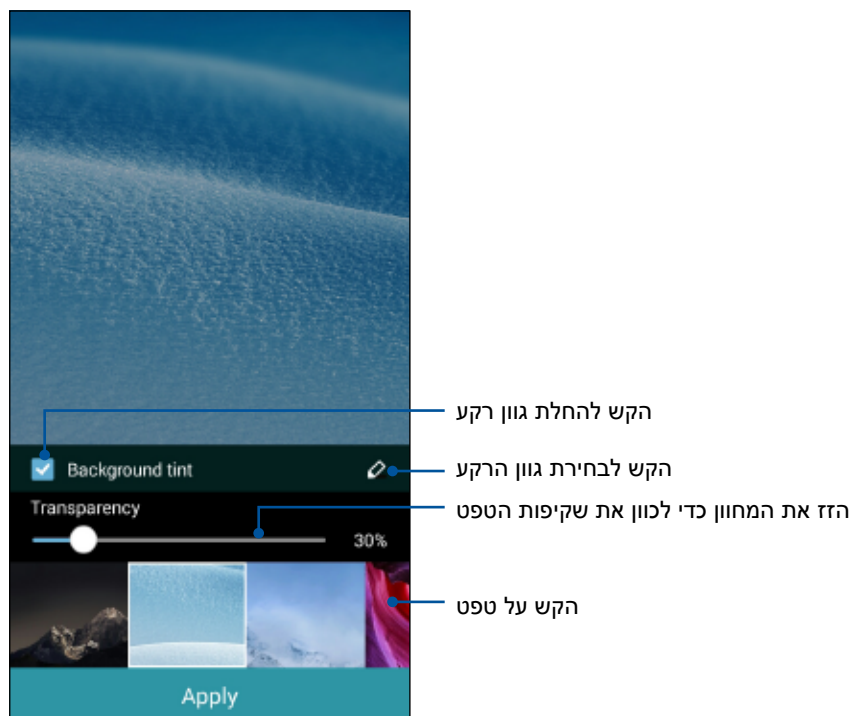 הקש להחלת גוון רקע
Background tint
הקש לבחירת גוון הרקע
Transparency
הזז את המחוון כדי לכוון את שקיפות הטפט
30%
הקש על טפט
Apply